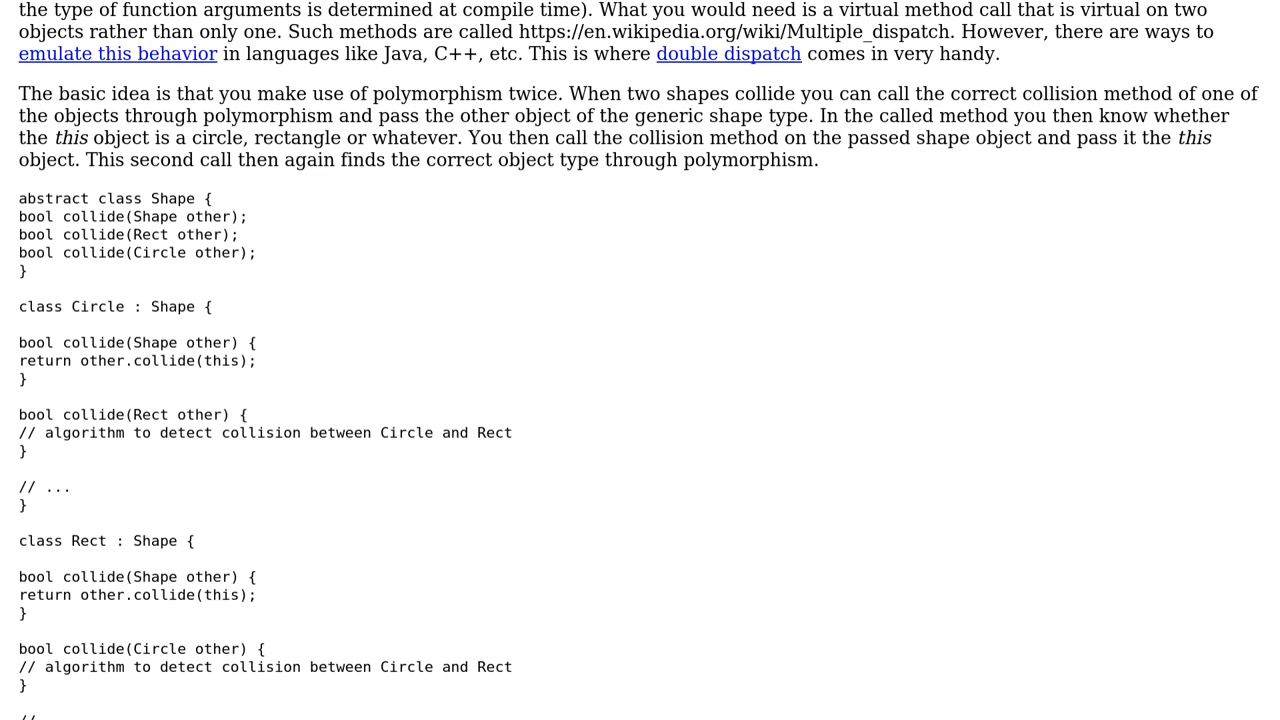 the type of function arguments is determined at compile time). What you would need is a virtual method call that is virtual on two
objects rather than only one. Such methods are called https://en.wikipedia.org/wiki/Multiple_dispatch. However, there are ways to
emulate this behavior in languages like Java, C++, etc. This is where double dispatch comes in very handy.
The basic idea is that you make use of polymorphism twice. When two shapes collide you can call the correct collision method of one of
the objects through polymorphism and pass the other object of the generic shape type. In the called method you then know whether
the this object is a circle, rectangle or whatever. You then call the collision method on the passed shape object and pass it the this
object. This second call then again finds the correct object type through polymorphism.
abstract class Shape {
bool collide(Shape other);
bool collide(Rect other);
bool collide(Circle other);
}
class Circle : Shape {
bool collide(Shape other) {
return other.collide(this);
}
bool collide(Rect other) {
// algorithm to detect collision between Circle and Rect
}
// ...
}
class Rect : Shape {
bool collide(Shape other) {
return other.collide(this);
}
bool collide(Circle other) {
// algorithm to detect collision between Circle and Rect
}
//